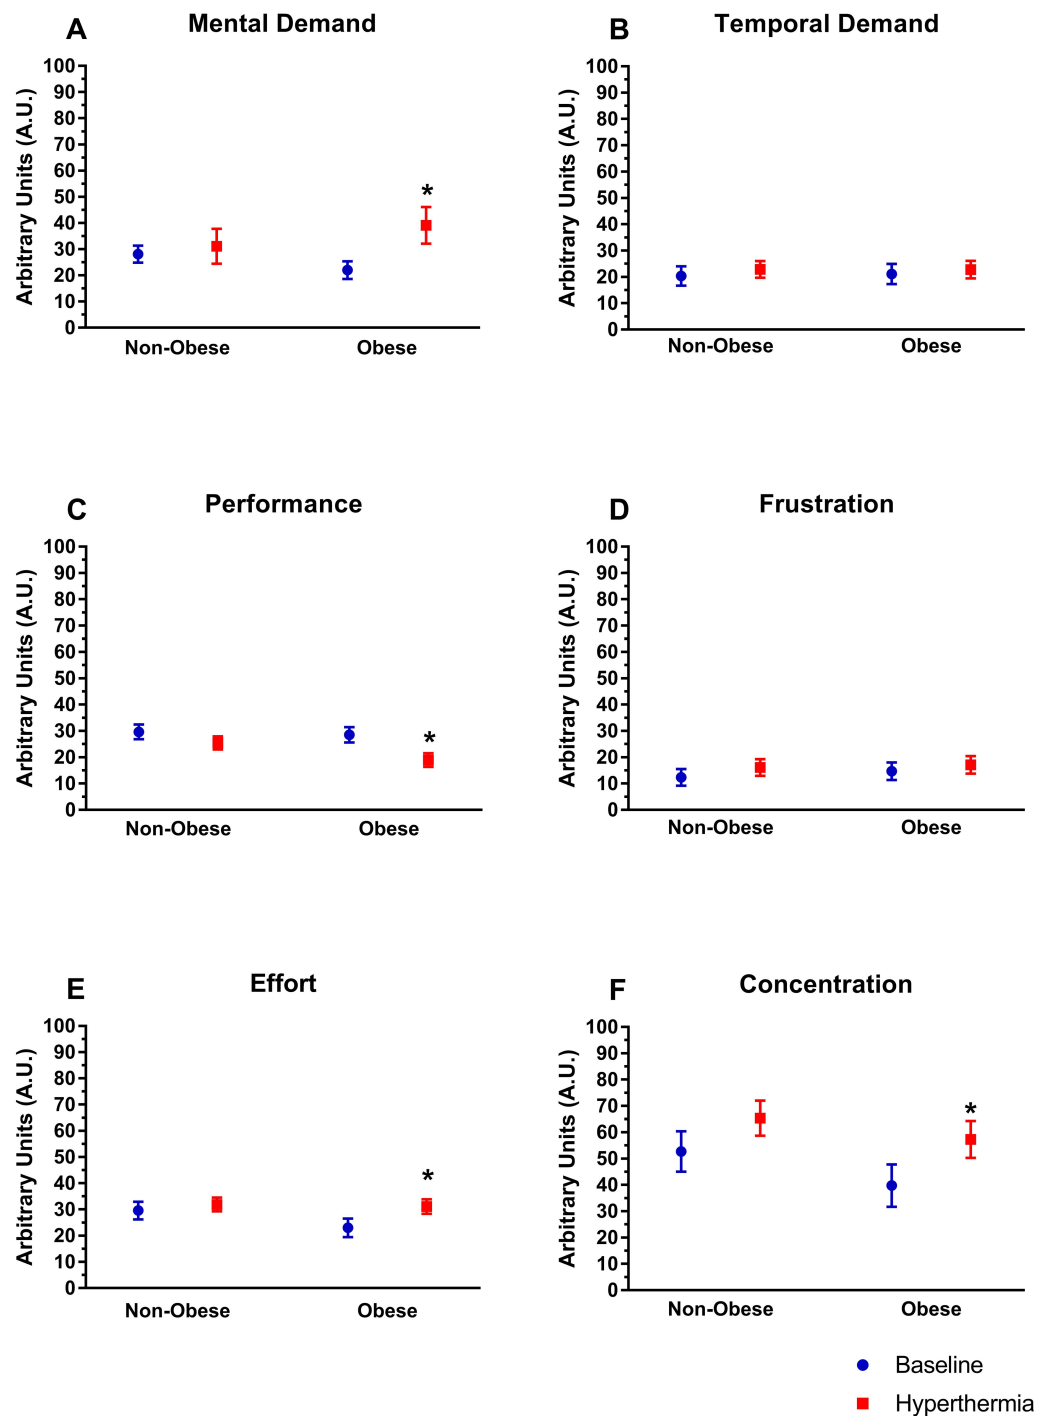 A
Mental Demand
Arbitrary Units (A.U.)
100
90
80
70
60
50
40
30
20
10
0
*
Non-Obese
Obese
B
Temporal Demand
Arbitrary Units (A.U.)
100
90
80
70
60
50
40
30
20
10
0
Non-Obese
Obese
C
Performance
Arbitrary Units (A.U.)
100
90
80
70
60
50
40
30
20
10
0
*
Non-Obese
Obese
D
Frustration
Arbitrary Units (A.U.)
100
90
80
70
60
50
40
30
20
10
0
Non-Obese
Obese
E
Effort
Arbitrary Units (A.U.)
100
90
80
70
60
50
40
30
20
10
0
*
Non-Obese
Obese
F
Concentration
Arbitrary Units (A.U.)
100
90
80
70
60
50
40
30
20
10
0
*
Non-Obese
Obese
Baseline
Hyperthermia